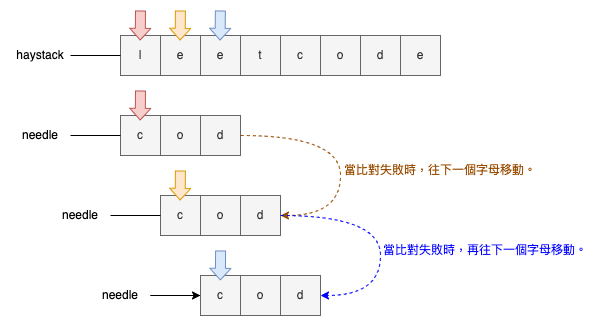 haystack l e e t c o d e
needle c o d
當比對失敗時，往下一個字母移動。
needle c o d
當比對失敗時，再往下一個字母移動。
needle c o d